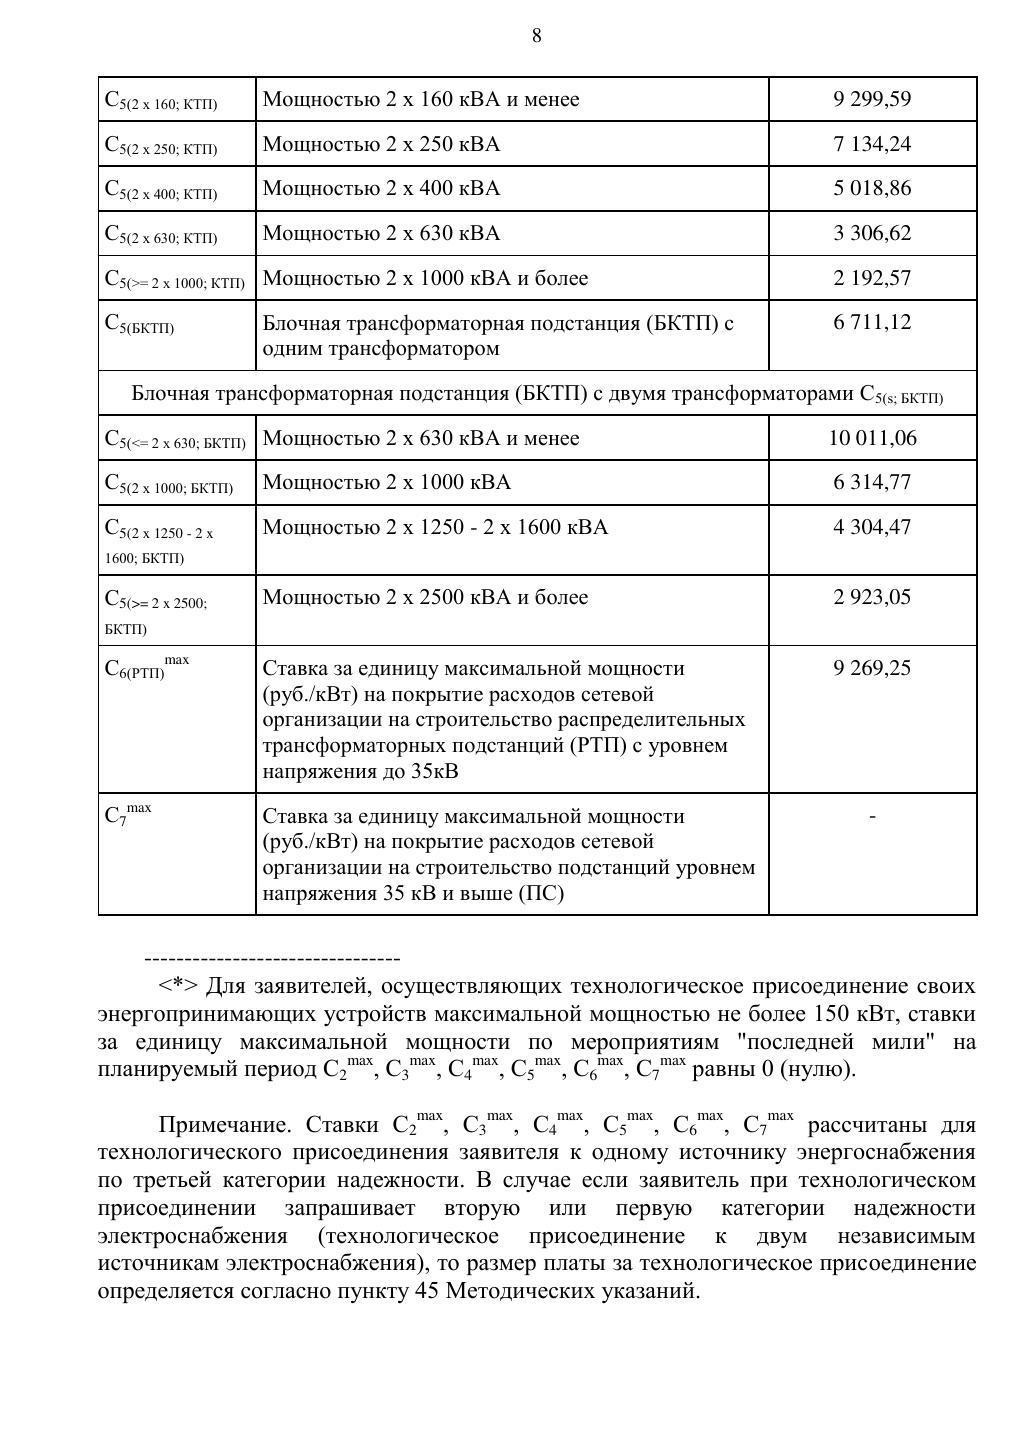 8
C5(2 x 160; КТП) Мощностью 2 x 160 кВА и менее 9 299,59
C5(2 x 250; КТП) Мощностью 2 x 250 кВА 7 134,24
C5(2 x 400; КТП) Мощностью 2 x 400 кВА 5 018,86
C5(2 x 630; КТП) Мощностью 2 x 630 кВА 3 306,62
C5(>= 2 x 1000; КТП) Мощностью 2 x 1000 кВА и более 2 192,57
C5(БКТП) Блочная трансформаторная подстанция (БКТП) с 6 711,12
одним трансформатором
Блочная трансформаторная подстанция (БКТП) с двумя трансформаторами C5(s; БКТП)
C5(<= 2 x 630; БКТП) Мощностью 2 x 630 кВА и менее 10 011,06
C5(2 x 1000; БКТП) Мощностью 2 x 1000 кВА 6 314,77
C5(2 x 1250 - 2 x Мощностью 2 x 1250 - 2 x 1600 кВА 4 304,47
1600; БКТП)
C5(>= 2 x 2500; Мощностью 2 x 2500 кВА и более 2 923,05
БКТП)
C6(РТП)max Ставка за единицу максимальной мощности 9 269,25
(руб./кВт) на покрытие расходов сетевой
организации на строительство распределительных
трансформаторных подстанций (РТП) с уровнем
напряжения до 35кВ
C7max Ставка за единицу максимальной мощности -
(руб./кВт) на покрытие расходов сетевой
организации на строительство подстанций уровнем
напряжения 35 кВ и выше (ПС)
--------------------------------
<*> Для заявителей, осуществляющих технологическое присоединение своих
энергопринимающих устройств максимальной мощностью не более 150 кВт, ставки
за единицу максимальной мощности по мероприятиям "последней мили" на
планируемый период C2max, C3max, C4max, C5max, C6max, C7max равны 0 (нулю).
Примечание. Ставки C2max, C3max, C4max, C5max, C6max, C7max рассчитаны для
технологического присоединения заявителя к одному источнику энергоснабжения
по третьей категории надежности. В случае если заявитель при технологическом
присоединении запрашивает вторую или первую категории надежности
электроснабжения (технологическое присоединение к двум независимым
источникам электроснабжения), то размер платы за технологическое присоединение
определяется согласно пункту 45 Методических указаний.